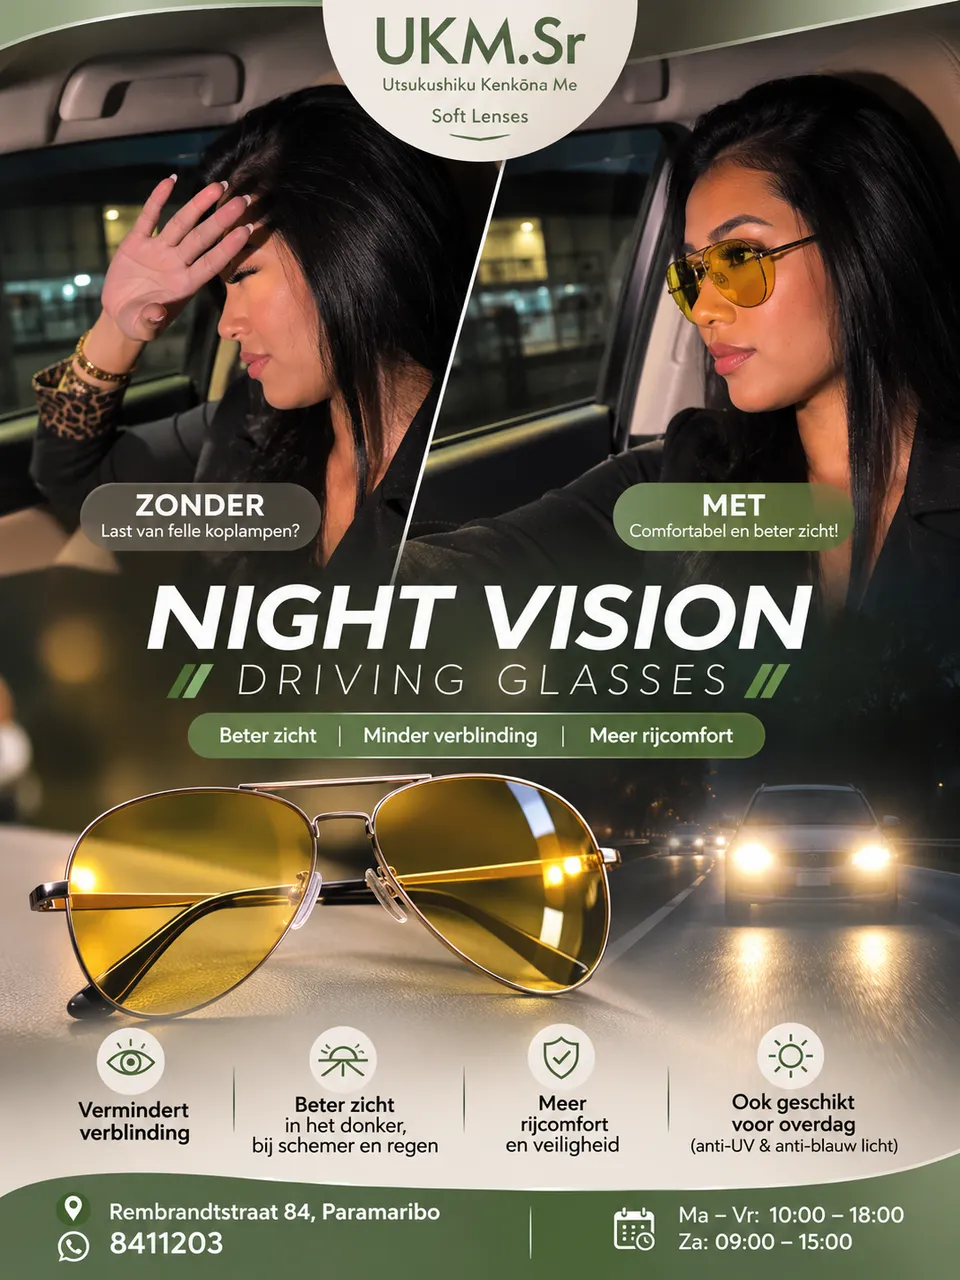 UKM.Sr
Utsukushiku Kenkōna Me
Soft Lenses
ZONDER
Last van felle koplampen?
MET
Comfortabel en beter zicht!
NIGHT VISION
DRIVING GLASSES
Beter zicht | Minder verblinding | Meer rijcomfort
Vermindert
verblinding
Beter zicht
in het donker,
bij schemer en regen
Meer
rijcomfort
en veiligheid
Ook geschikt
voor overdag
(anti-UV & anti-blauw licht)
Rembrandtstraat 84, Paramaribo
8411203
Ma – Vr: 10:00 – 18:00
Za: 09:00 – 15:00